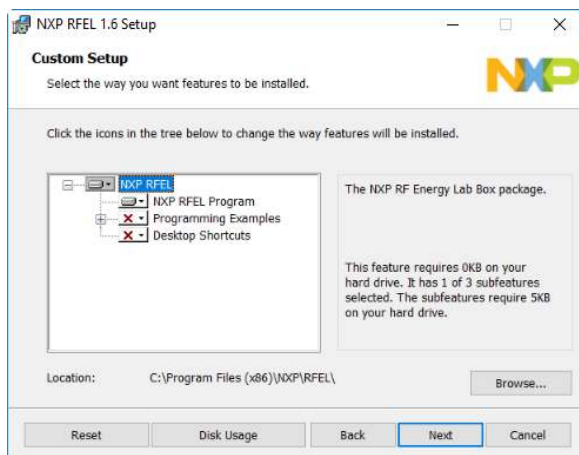 NXP RFEL 1.6 Setup
Custom Setup
Select the way you want features to be installed.
NXP
Click the icons in the tree below to change the way features will be installed.
NXP RFEL
NXP RFEL Program
Programming Examples
Desktop Shortcuts
The NXP RF Energy Lab Box package.
This feature requires 0KB on your
hard drive. It has 1 of 3 subfeatures
selected. The subfeatures require 5KB
on your hard drive.
Location:    C:\Program Files (x86)\NXP\RFEL\
Browse...
Reset    Disk Usage    Back    Next    Cancel